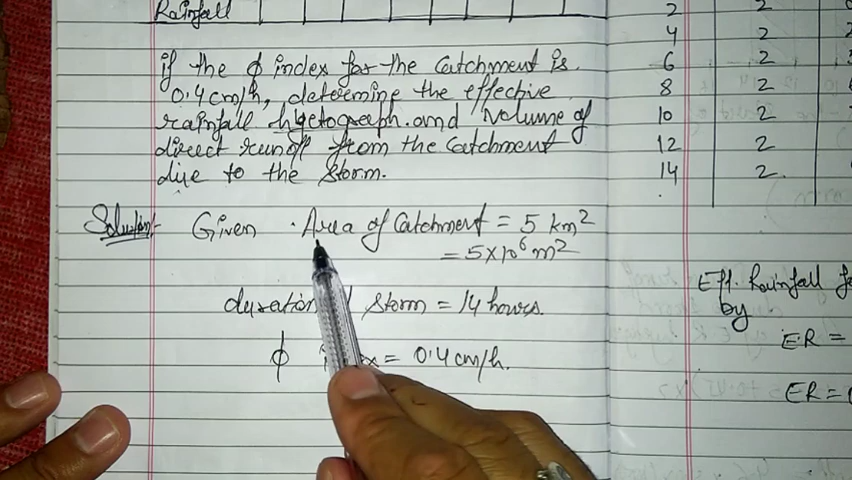 Rainfall
if the ϕ index for the Catchment is
0.4cm/h, determine the effective
rainfall hyetograph.and Volume of
direct runoff from the Catchment
due to the storm.
Solution:- Given Area of Catchment = 5 km²
= 5×10⁶ m²
duration storm = 14 hours.
ϕ = 0.4 cm/h.
2 2
4 2
6 2
8 2
10 2
12 2
14 2
Eff. Rainfall
by
ER =
ER =